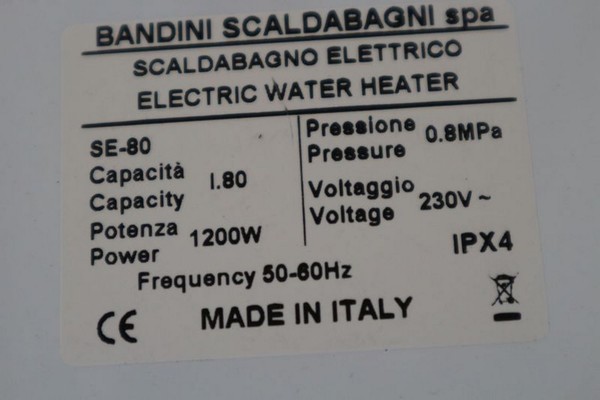 BANDINI SCALDABAGNI spa
SCALDABAGNO ELETTRICO
ELECTRIC WATER HEATER
SE-80
Capacità
Capacity
l.80
Potenza
Power
1200W
Pressione
Pressure
0.8MPa
Voltaggio
Voltage
230V ~
IPX4
Frequency 50-60Hz
CE
MADE IN ITALY